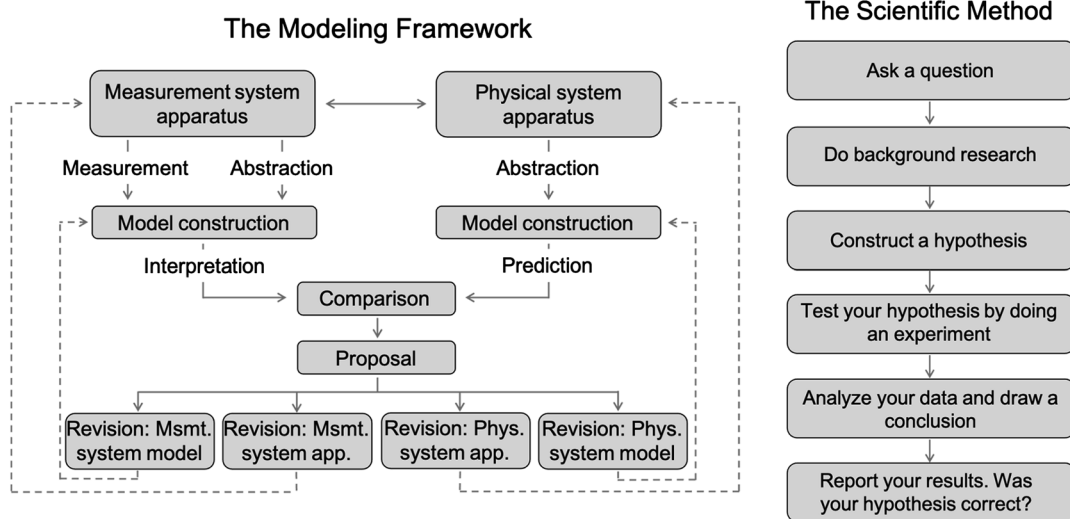 The Modeling Framework
Measurement system
apparatus
Physical system
apparatus
Measurement
Abstraction
Abstraction
Model construction
Model construction
Interpretation
Prediction
Comparison
Proposal
Revision: Msmt.
system model
Revision: Msmt.
system app.
Revision: Phys.
system app.
Revision: Phys.
system model
The Scientific Method
Ask a question
Do background research
Construct a hypothesis
Test your hypothesis by doing
an experiment
Analyze your data and draw a
conclusion
Report your results. Was
your hypothesis correct?